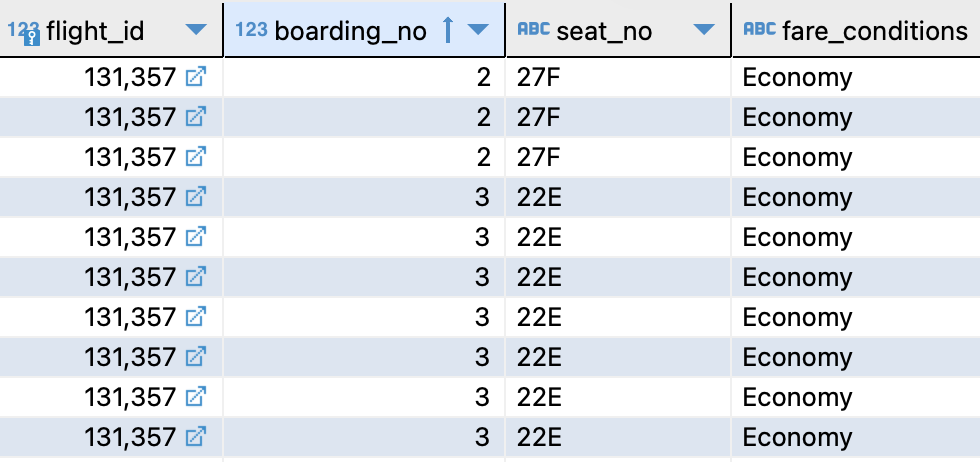 123 flight_id 123 boarding_no ABC seat_no ABC fare_conditions
131,357 2 27F Economy
131,357 2 27F Economy
131,357 2 27F Economy
131,357 3 22E Economy
131,357 3 22E Economy
131,357 3 22E Economy
131,357 3 22E Economy
131,357 3 22E Economy
131,357 3 22E Economy
131,357 3 22E Economy